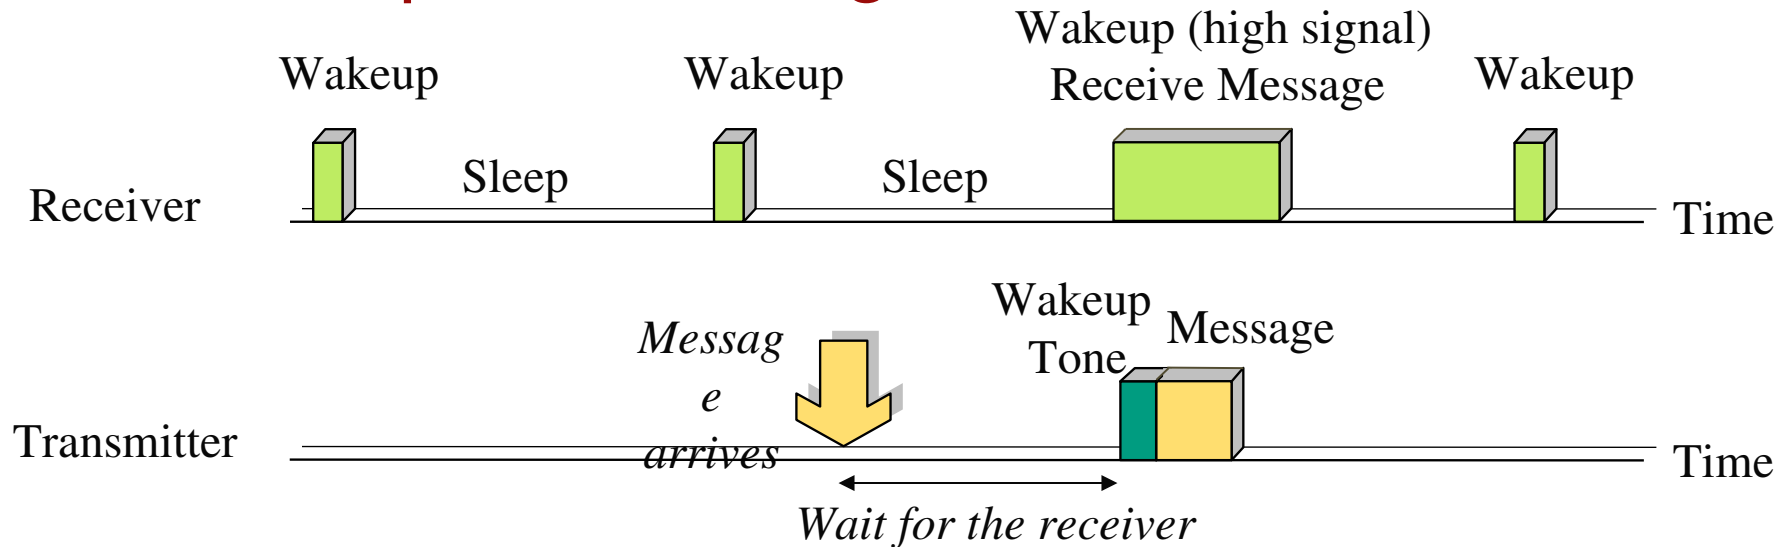 Wakeup (high signal)
Wakeup Wakeup Receive Message Wakeup
Sleep Sleep
Receiver
Time
Wakeup
Tone
Message
Messag
e
arrives
Transmitter
Time
Wait for the receiver